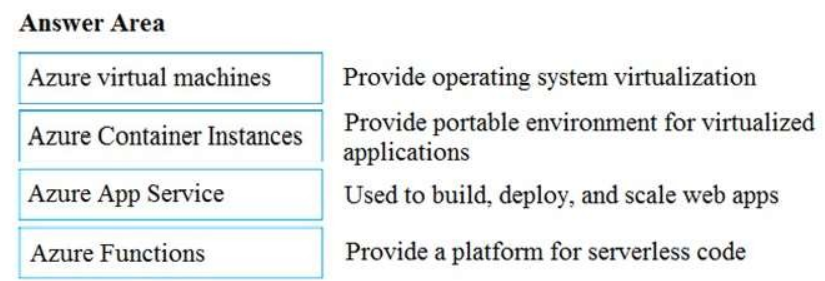 Answer Area
Azure virtual machines Provide operating system virtualization
Azure Container Instances Provide portable environment for virtualized
applications
Azure App Service Used to build, deploy, and scale web apps
Azure Functions Provide a platform for serverless code